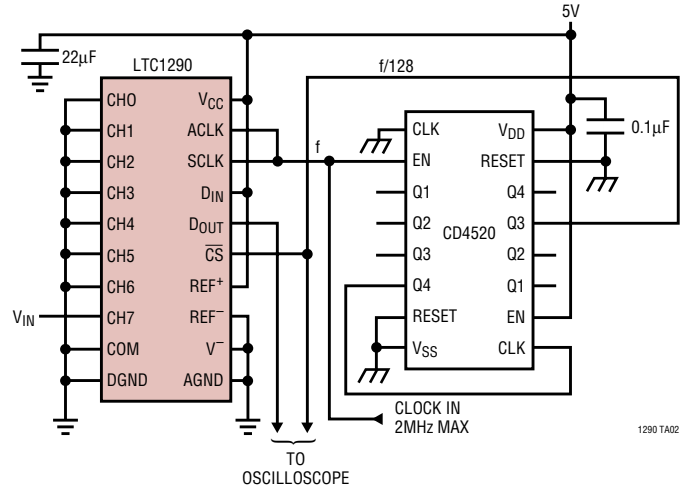 5V
22µF
LTC1290
f/128
CHO
CH1
CH2
CH3
CH4
CH5
CH6
CH7
COM
DGND
VCC
ACLK
SCLK
DIN
DOUT
CS
REF+
REF–
V–
AGND
VIN
f
CLK
EN
Q1
Q2
Q3
Q4
RESET
VSS
CD4520
VDD
RESET
Q4
Q3
Q2
Q1
EN
CLK
0.1µF
CLOCK IN
2MHz MAX
TO
OSCILLOSCOPE
1290 TA02